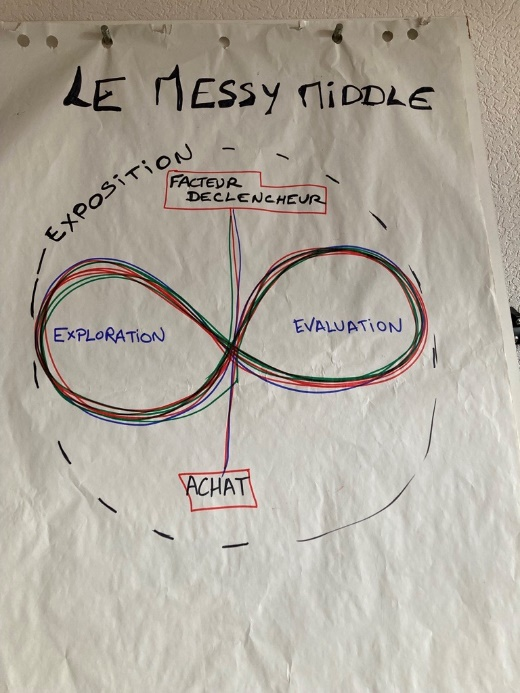 LE MESSY MIDDLE
EXPOSITION
FACTEUR
DECLENCHEUR
EXPLORATION
EVALUATION
ACHAT